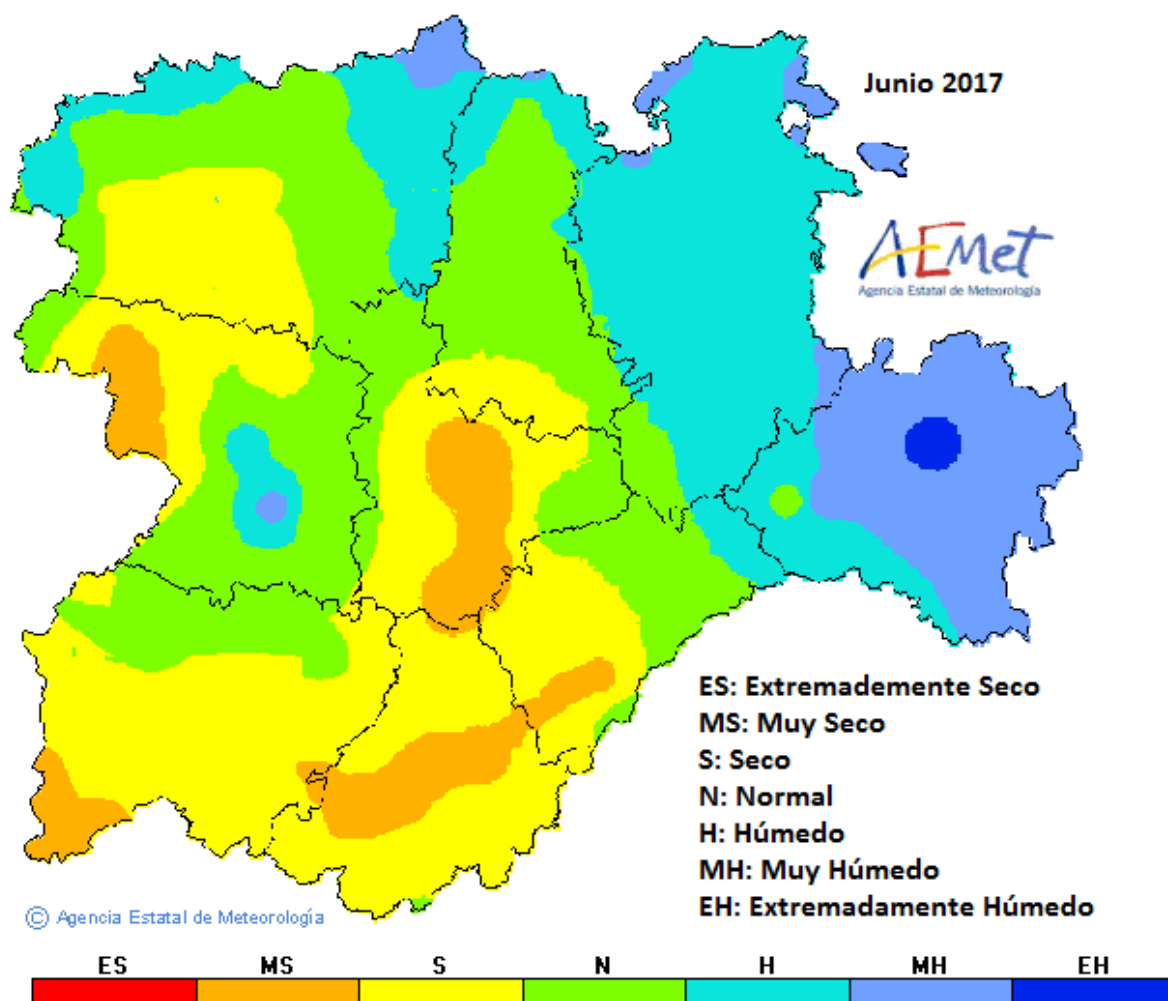 Junio 2017
AEMet
Agencia Estatal de Meteorología
ES: Extremademente Seco
MS: Muy Seco
S: Seco
N: Normal
H: Húmedo
MH: Muy Húmedo
EH: Extremadamente Húmedo
© Agencia Estatal de Meteorología
ES MS S N H MH EH